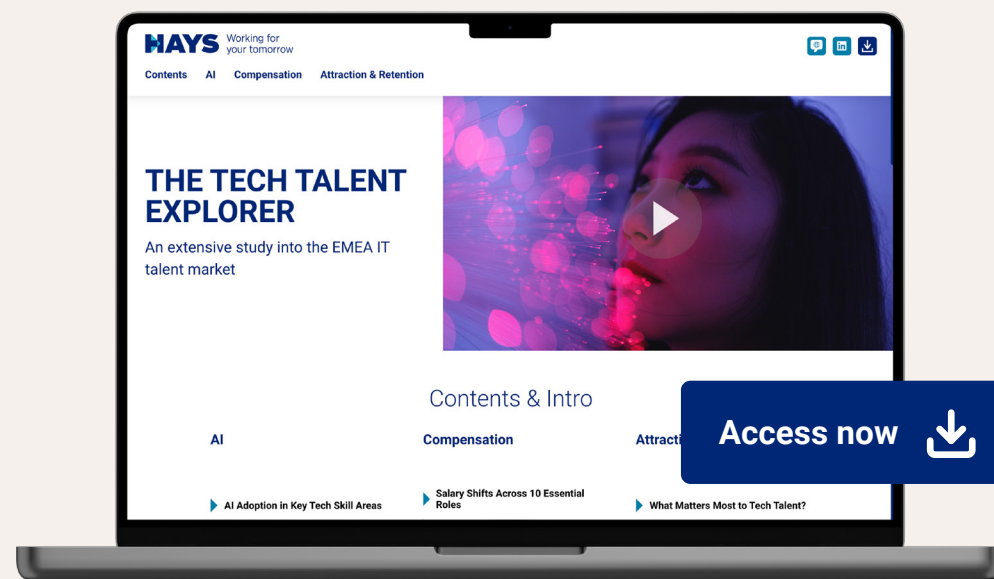 HAYS Working for
your tomorrow
Contents AI Compensation Attraction & Retention
THE TECH TALENT
EXPLORER
An extensive study into the EMEA IT
talent market
Contents & Intro
AI Compensation Attracti
Access now
AI Adoption in Key Tech Skill Areas
Salary Shifts Across 10 Essential
Roles
What Matters Most to Tech Talent?